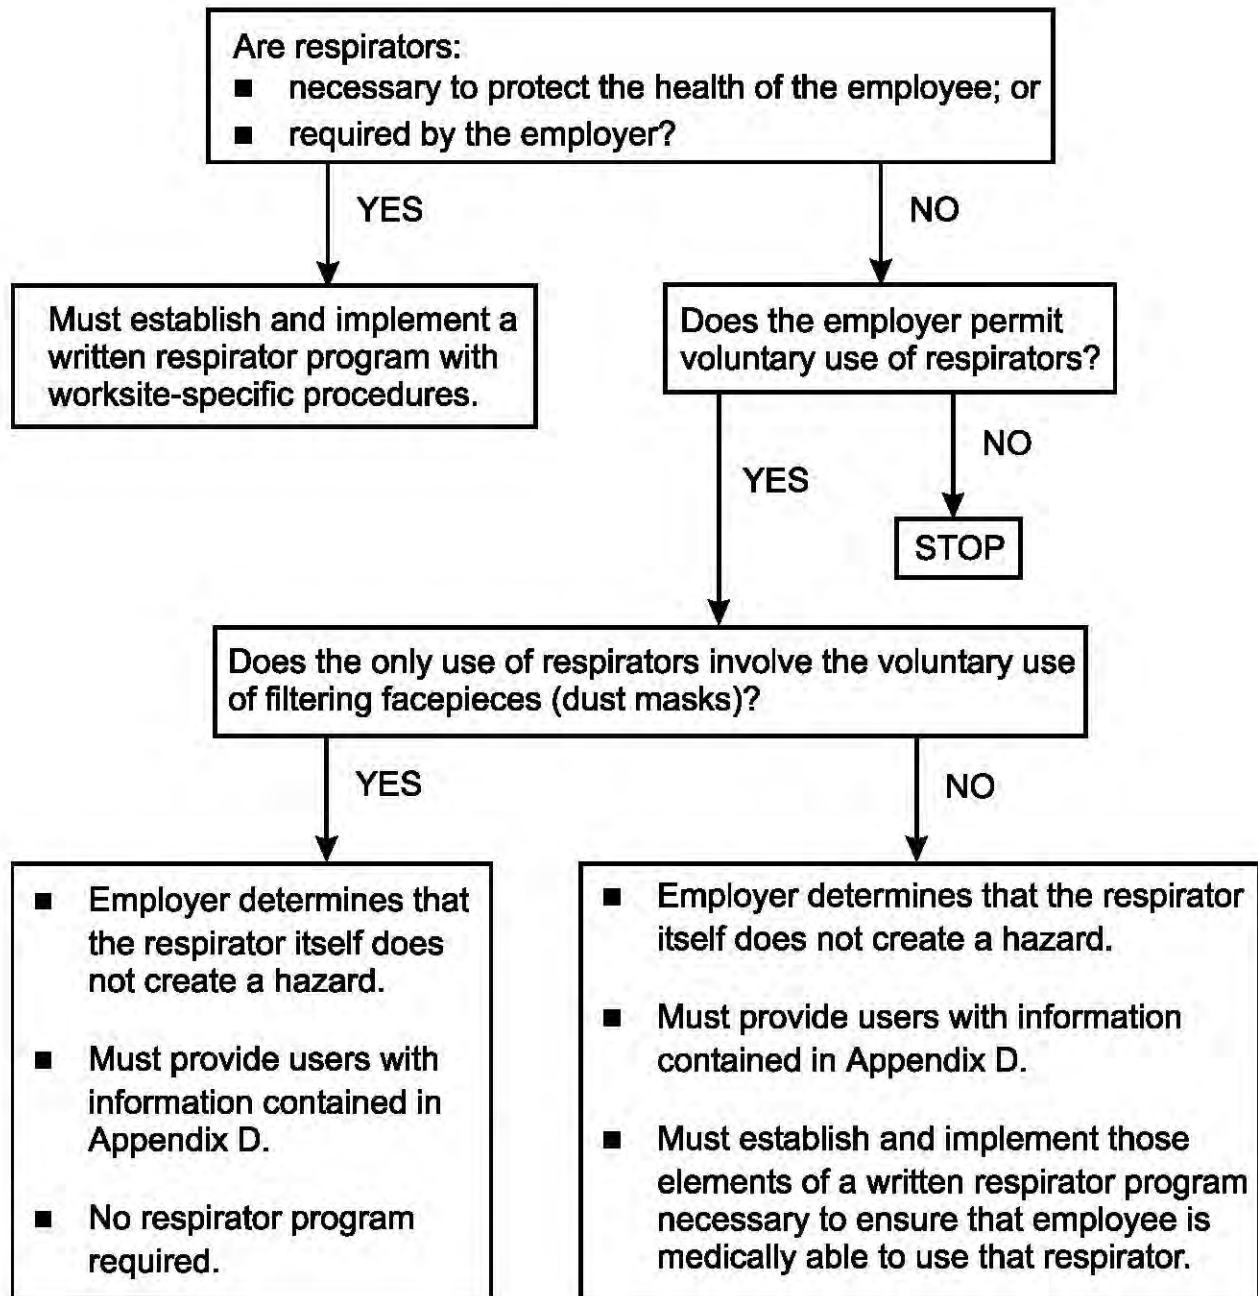 Are respirators:
■ necessary to protect the health of the employee; or
■ required by the employer?
YES
NO
Must establish and implement a
written respirator program with
worksite-specific procedures.
Does the employer permit
voluntary use of respirators?
YES
NO
STOP
Does the only use of respirators involve the voluntary use
of filtering facepieces (dust masks)?
YES
NO
■ Employer determines that
the respirator itself does
not create a hazard.
■ Must provide users with
information contained in
Appendix D.
■ No respirator program
required.
■ Employer determines that the respirator
itself does not create a hazard.
■ Must provide users with information
contained in Appendix D.
■ Must establish and implement those
elements of a written respirator program
necessary to ensure that employee is
medically able to use that respirator.